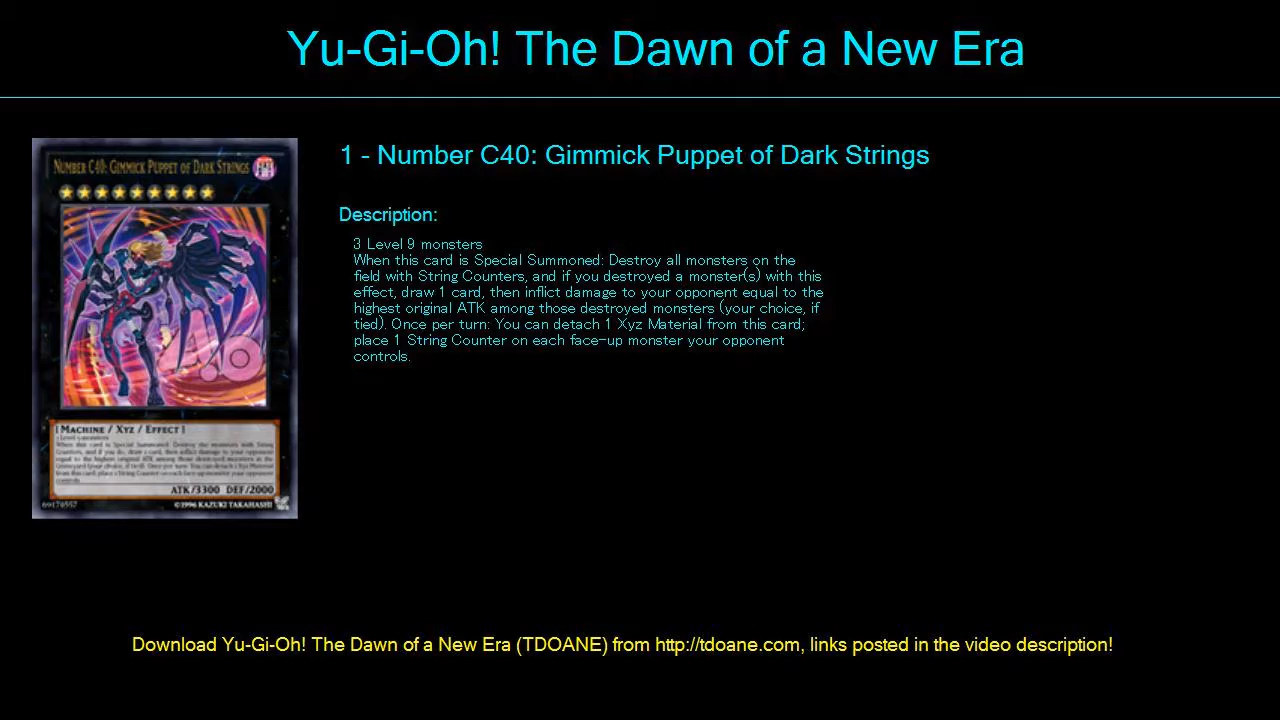 Yu-Gi-Oh! The Dawn of a New Era
NUMBER C40: GIMMICK PUPPET OF DARK STRINGS
1 - Number C40: Gimmick Puppet of Dark Strings
Description:
3 Level 9 monsters
When this card is Special Summoned: Destroy all monsters on the
field with String Counters, and if you destroyed a monster(s) with this
effect, draw 1 card, then inflict damage to your opponent equal to the
highest original ATK among those destroyed monsters (your choice, if
tied). Once per turn: You can detach 1 Xyz Material from this card;
place 1 String Counter on each face-up monster your opponent
controls.
[MACHINE / XYZ / EFFECT]
ATK/3300 DEF/2000
69170557
©1996 KAZUKI TAKAHASHI
Download Yu-Gi-Oh! The Dawn of a New Era (TDOANE) from http://tdoane.com, links posted in the video description!